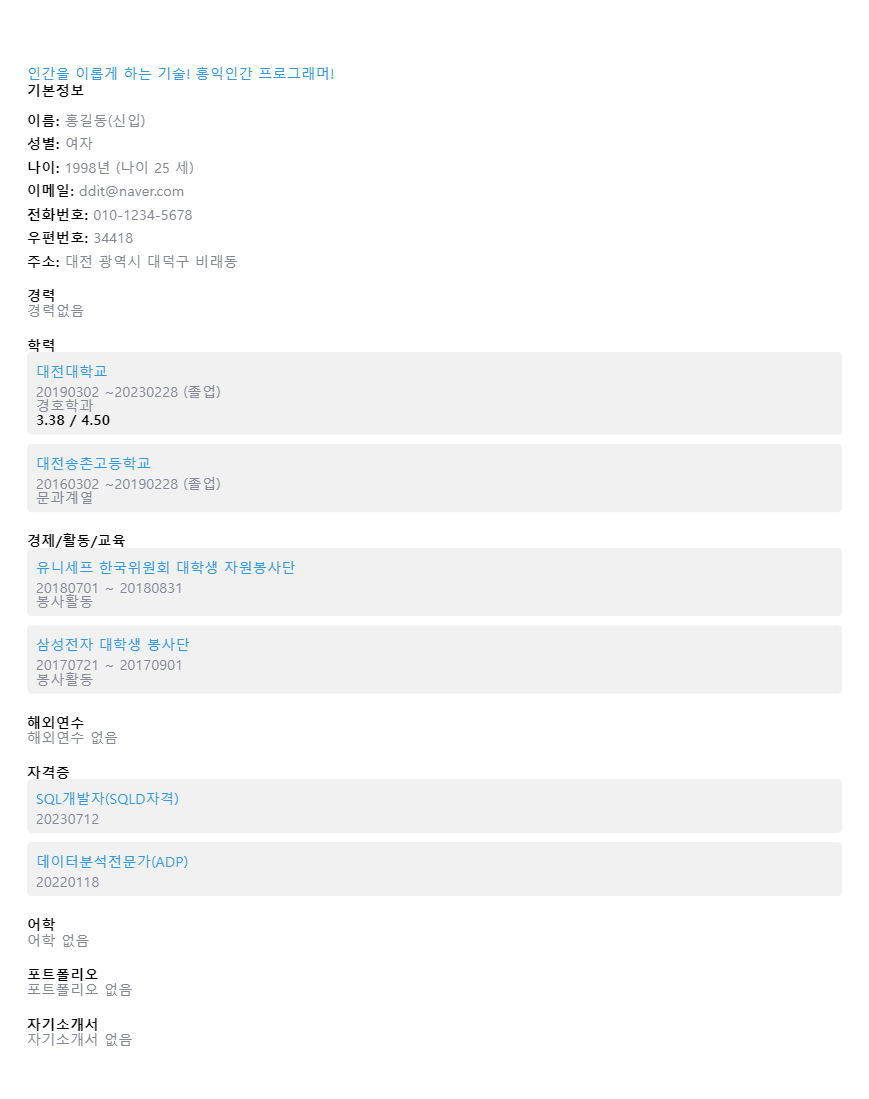 인간을 이롭게 하는 기술! 홍익인간 프로그래머!
기본정보
이름: 홍길동(신입)
성별: 여자
나이: 1998년 (나이 25 세)
이메일: ddit@naver.com
전화번호: 010-1234-5678
우편번호: 34418
주소: 대전 광역시 대덕구 비래동
경력
경력없음
학력
대전대학교
20190302 ~20230228 (졸업)
경호학과
3.38 / 4.50
대전송촌고등학교
20160302 ~20190228 (졸업)
문과계열
경제/활동/교육
유니세프 한국위원회 대학생 자원봉사단
20180701 ~ 20180831
봉사활동
삼성전자 대학생 봉사단
20170721 ~ 20170901
봉사활동
해외연수
해외연수 없음
자격증
SQL개발자(SQLD자격)
20230712
데이터분석전문가(ADP)
20220118
어학
어학 없음
포트폴리오
포트폴리오 없음
자기소개서
자기소개서 없음